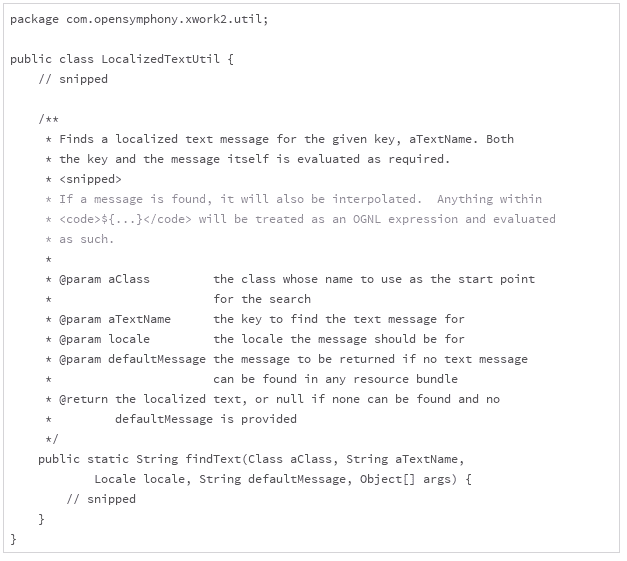 package com.opensymphony.xwork2.util;

public class LocalizedTextUtil {
    // snipped

    /**
     * Finds a localized text message for the given key, aTextName. Both
     * the key and the message itself is evaluated as required.
     * <snipped>
     * If a message is found, it will also be interpolated.  Anything within
     * <code>${...}</code> will be treated as an OGNL expression and evaluated
     * as such.
     *
     * @param aClass         the class whose name to use as the start point
     *                       for the search
     * @param aTextName      the key to find the text message for
     * @param locale         the locale the message should be for
     * @param defaultMessage the message to be returned if no text message
     *                       can be found in any resource bundle
     * @return the localized text, or null if none can be found and no
     *         defaultMessage is provided
     */
    public static String findText(Class aClass, String aTextName,
            Locale locale, String defaultMessage, Object[] args) {
        // snipped
    }
}